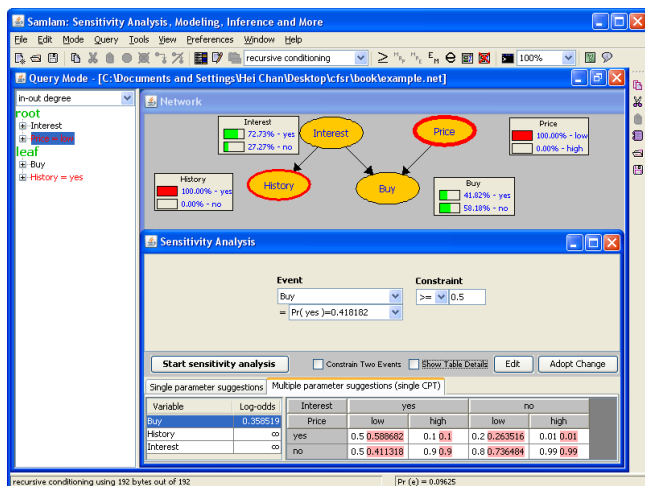 Samlam: Sensitivity Analysis, Modeling, Inference and More
File Edit Mode Query Tools View Preferences Window Help
recursive conditioning 100%
Query Mode - [C:\Documents and Settings\Hei Chan\Desktop\cfsr\book\example.net]
in-out degree
root
Interest
Price = low
leaf
Buy
History = yes
Network
Interest
72.73% - yes
27.27% - no
Interest
Price
Price
100.00% - low
0.00% - high
History
100.00% - yes
0.00% - no
History
Buy
Buy
41.82% - yes
58.18% - no
Sensitivity Analysis
Event Constraint
Buy >= 0.5
= Pr( yes )=0.418182
Start sensitivity analysis Constrain Two Events Show Table Details Edit Adopt Change
Single parameter suggestions Multiple parameter suggestions (single CPT)
Variable Log-odds
Buy 0.358519
History ∞
Interest ∞
Interest yes no
Price low high low high
yes 0.5 0.588682 0.1 0.1 0.2 0.263516 0.01 0.01
no 0.5 0.411318 0.9 0.9 0.8 0.736484 0.99 0.99
recursive conditioning using 192 bytes out of 192 Pr (e) = 0.09625